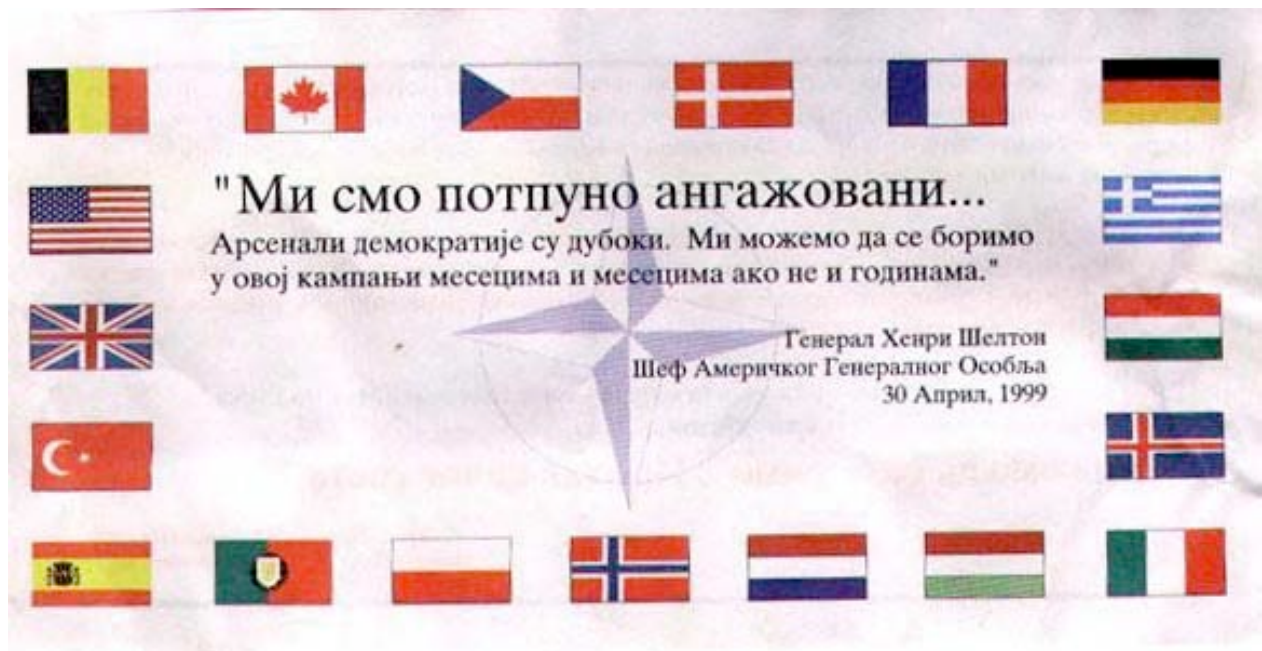 "Ми смо потпуно ангажовани...
Арсенали демократије су дубоки. Ми можемо да се боримо
у овој кампањи месецима и месецима ако не и годинама."
Генерал Хенри Шелтон
Шеф Америчког Генералног Особља
30 Април, 1999